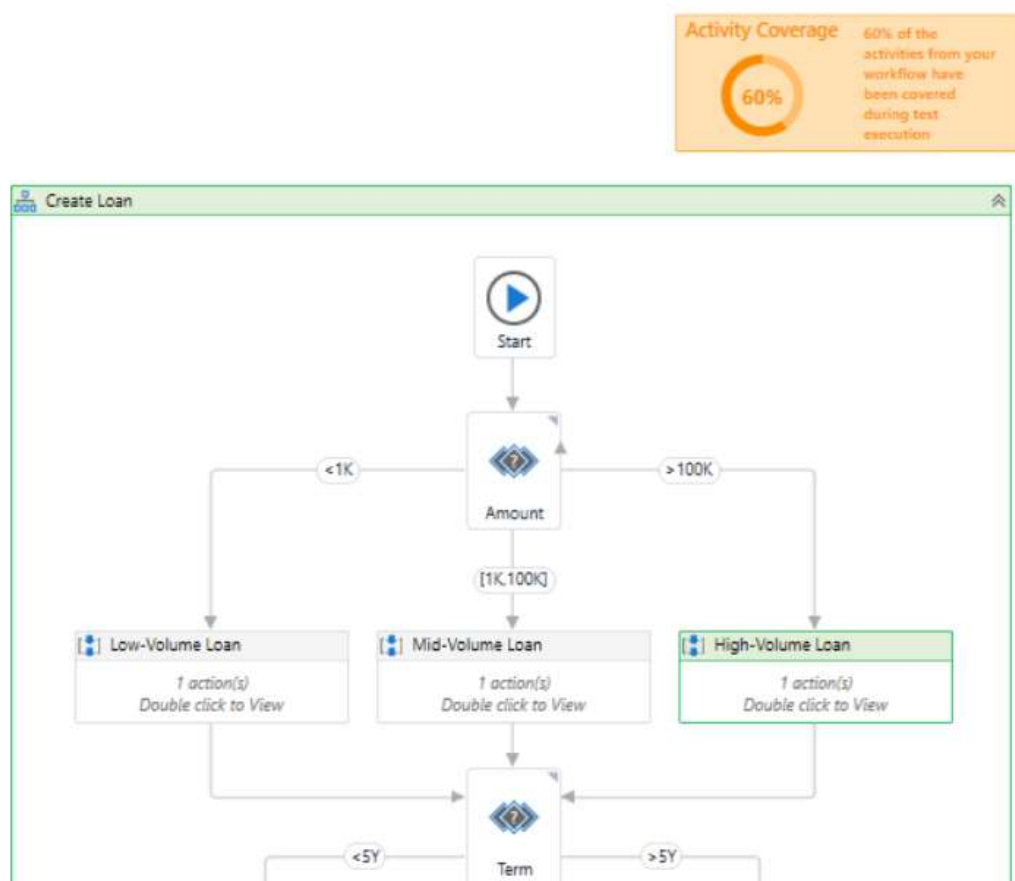 Activity Coverage
60% of the
activities from your
workflow have
been covered
during test
execution
60%
Create Loan
Start
<1K
>100K
Amount
[1K,100K]
Low-Volume Loan
Mid-Volume Loan
High-Volume Loan
1 action(s)
1 action(s)
1 action(s)
Double click to View
Double click to View
Double click to View
<5Y
>5Y
Term